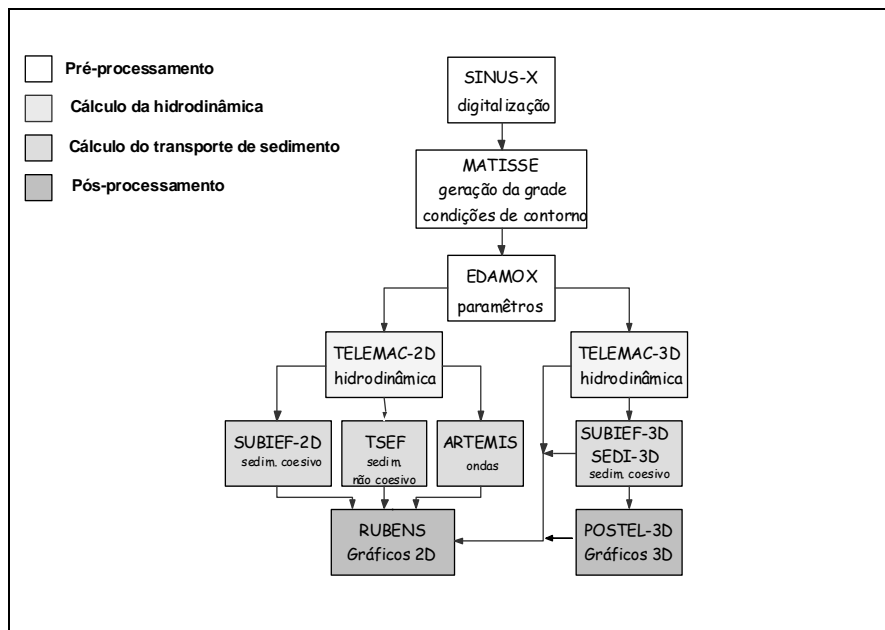 Pré-processamento
Cálculo da hidrodinâmica
Cálculo do transporte de sedimento
Pós-processamento
SINUS-X
digitalização
MATISSE
geração da grade
condições de contorno
EDAMOX
paramêtros
TELEMAC-2D
hidrodinâmica
TELEMAC-3D
hidrodinâmica
SUBIEF-2D
sedim. coesivo
TSEF
sedim.
não coesivo
ARTEMIS
ondas
SUBIEF-3D
SEDI-3D
sedim. coesivo
RUBENS
Gráficos 2D
POSTEL-3D
Gráficos 3D